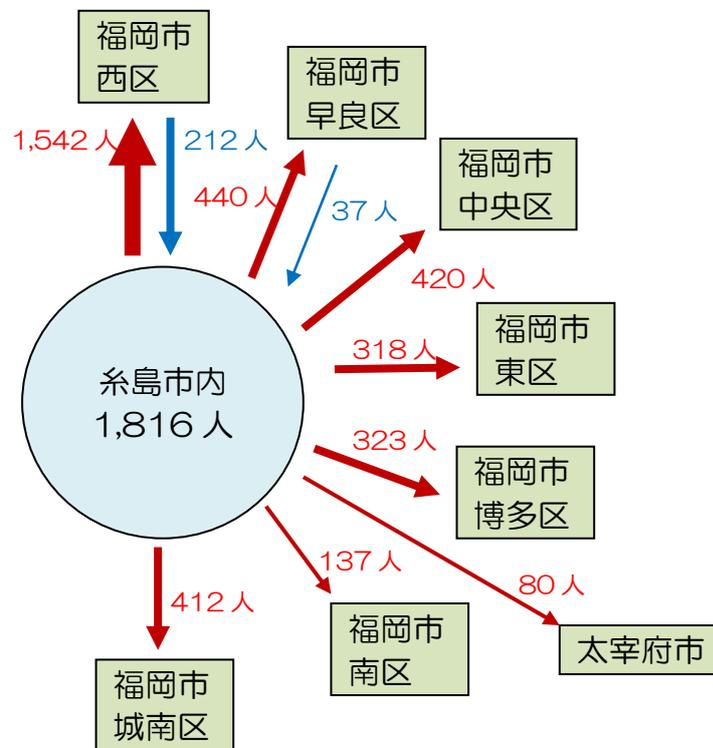 福岡市
西区
1,542 人
212 人
福岡市
早良区
440 人
37 人
福岡市
中央区
420 人
福岡市
東区
318 人
糸島市内
1,816 人
323 人
福岡市
博多区
137 人
80 人
412 人
福岡市
南区
太宰府市
福岡市
城南区